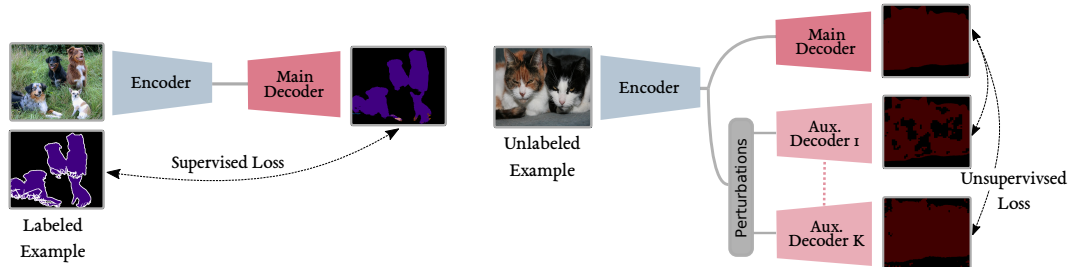 Encoder
Main
Decoder
Supervised Loss
Labeled
Example
Unlabeled
Example
Encoder
Perturbations
Main
Decoder
Aux.
Decoder 1
Aux.
Decoder K
Unsupervivsed
Loss